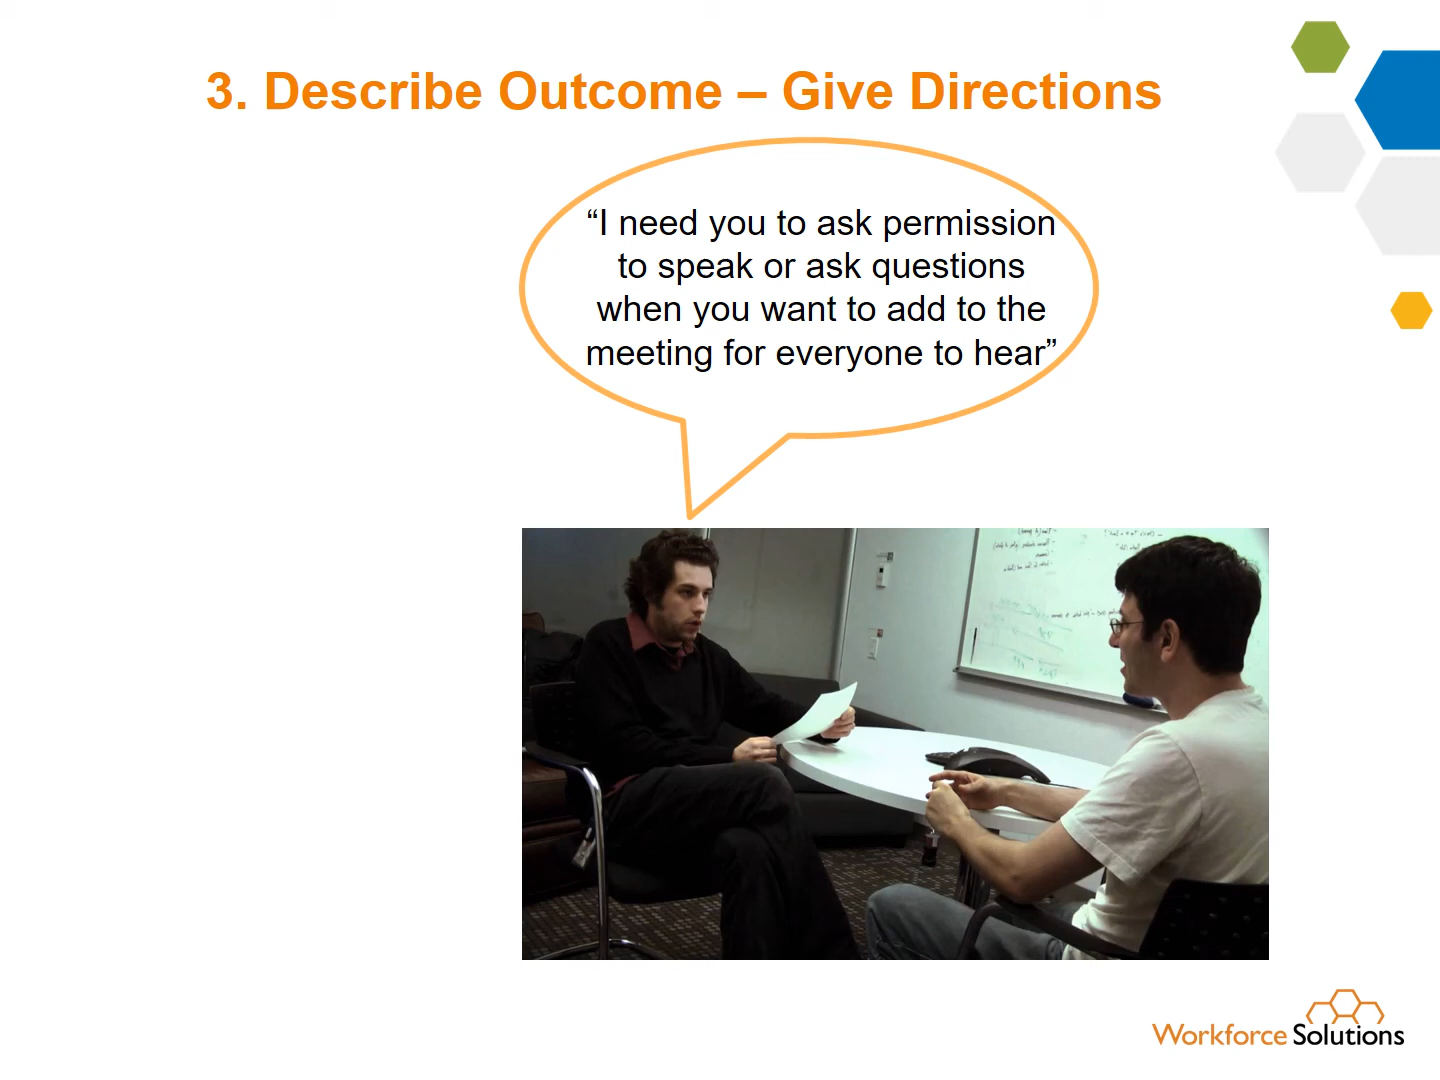 3. Describe Outcome – Give Directions
“I need you to ask permission
to speak or ask questions
when you want to add to the
meeting for everyone to hear”
Workforce Solutions